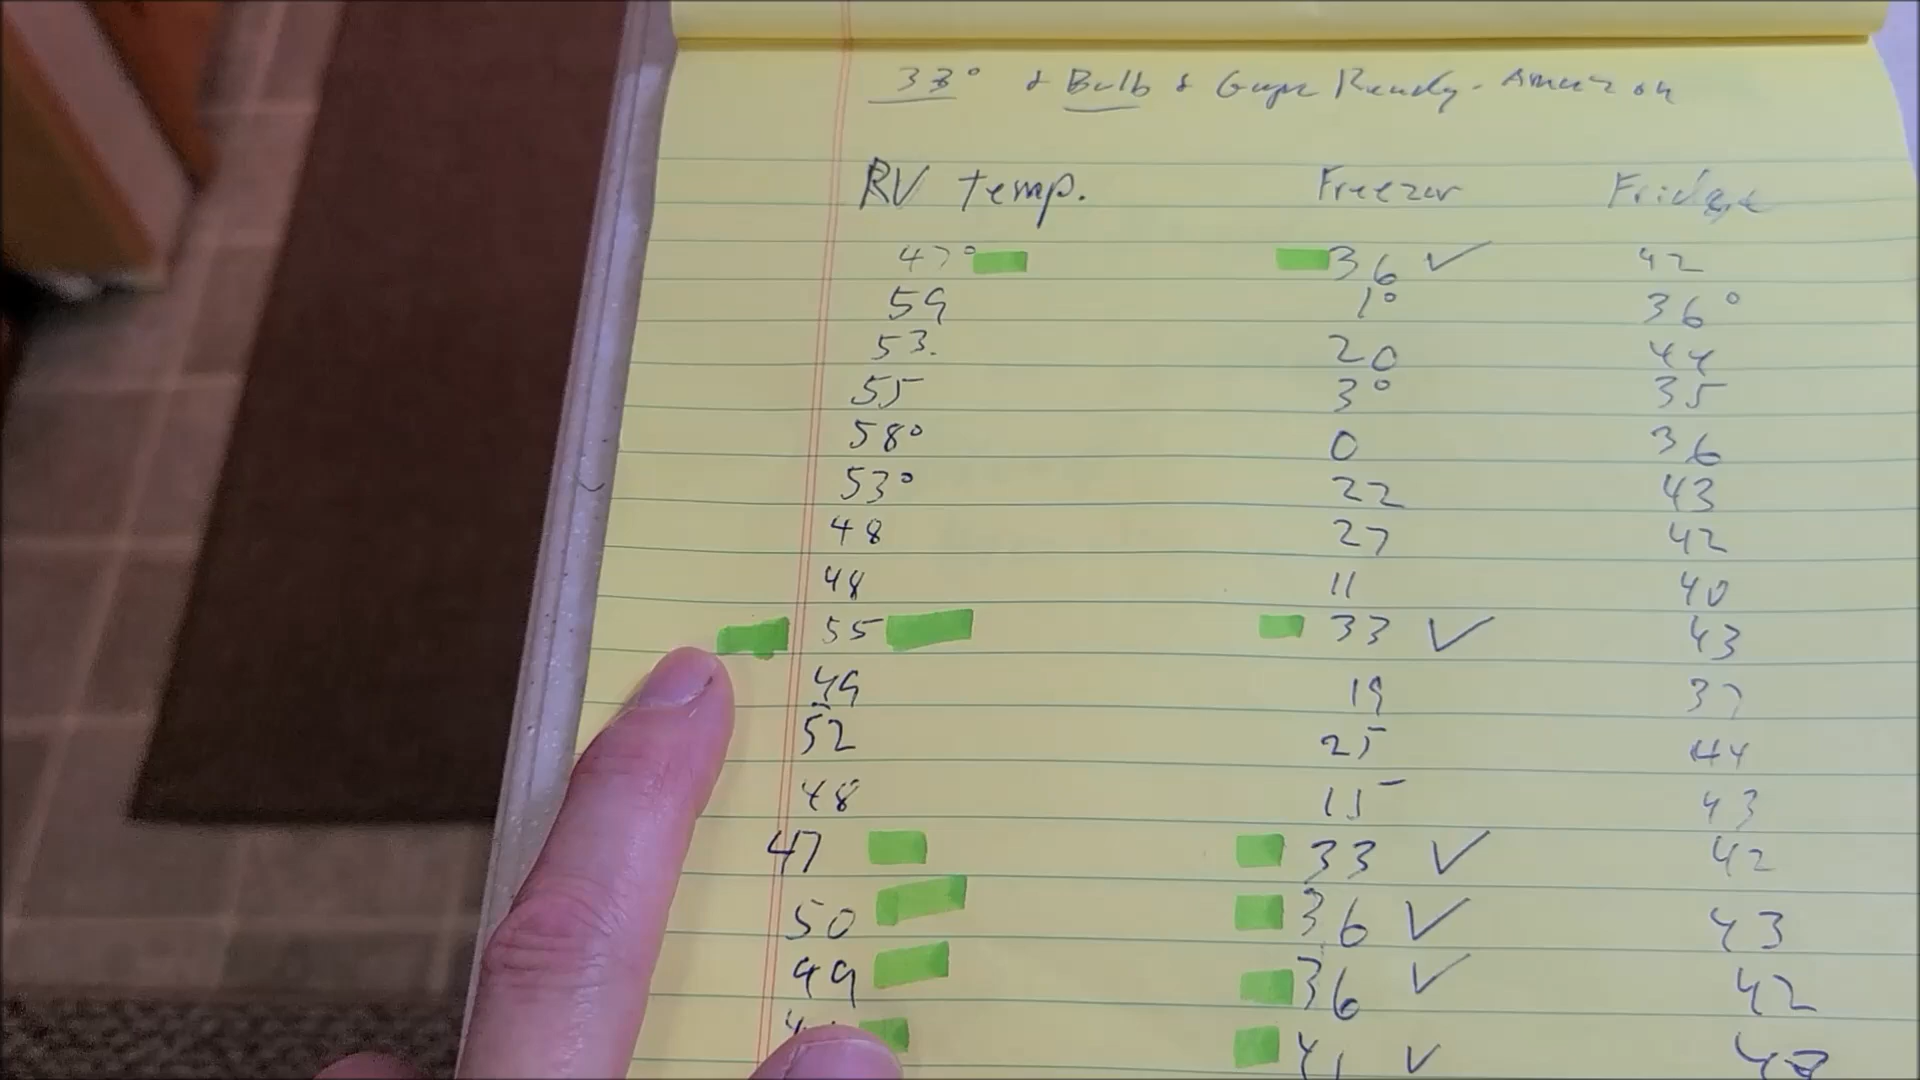 33° & Bulb & Gape Ready - Amazon
RV temp. Freezer Fridge
47° 36 ✓ 42
59 1° 36°
53. 20 44
55 3° 35
58° 0 36
53° 22 43
48 27 42
48 11 40
55 33 ✓ 43
49 19 37
52 25 44
48 15 43
47 33 ✓ 42
50 36 ✓ 43
49 36 ✓ 42
41 ✓